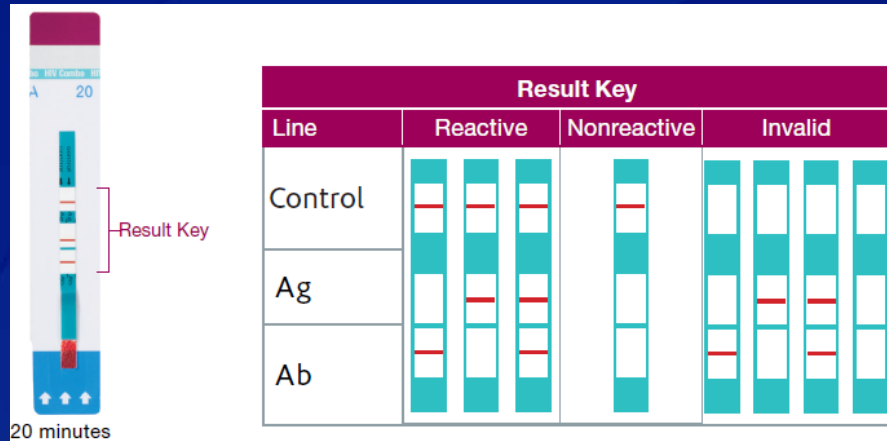 HIV Combo
A 20
Result Key
20 minutes
Result Key
Line Reactive Nonreactive Invalid
Control
Ag
Ab